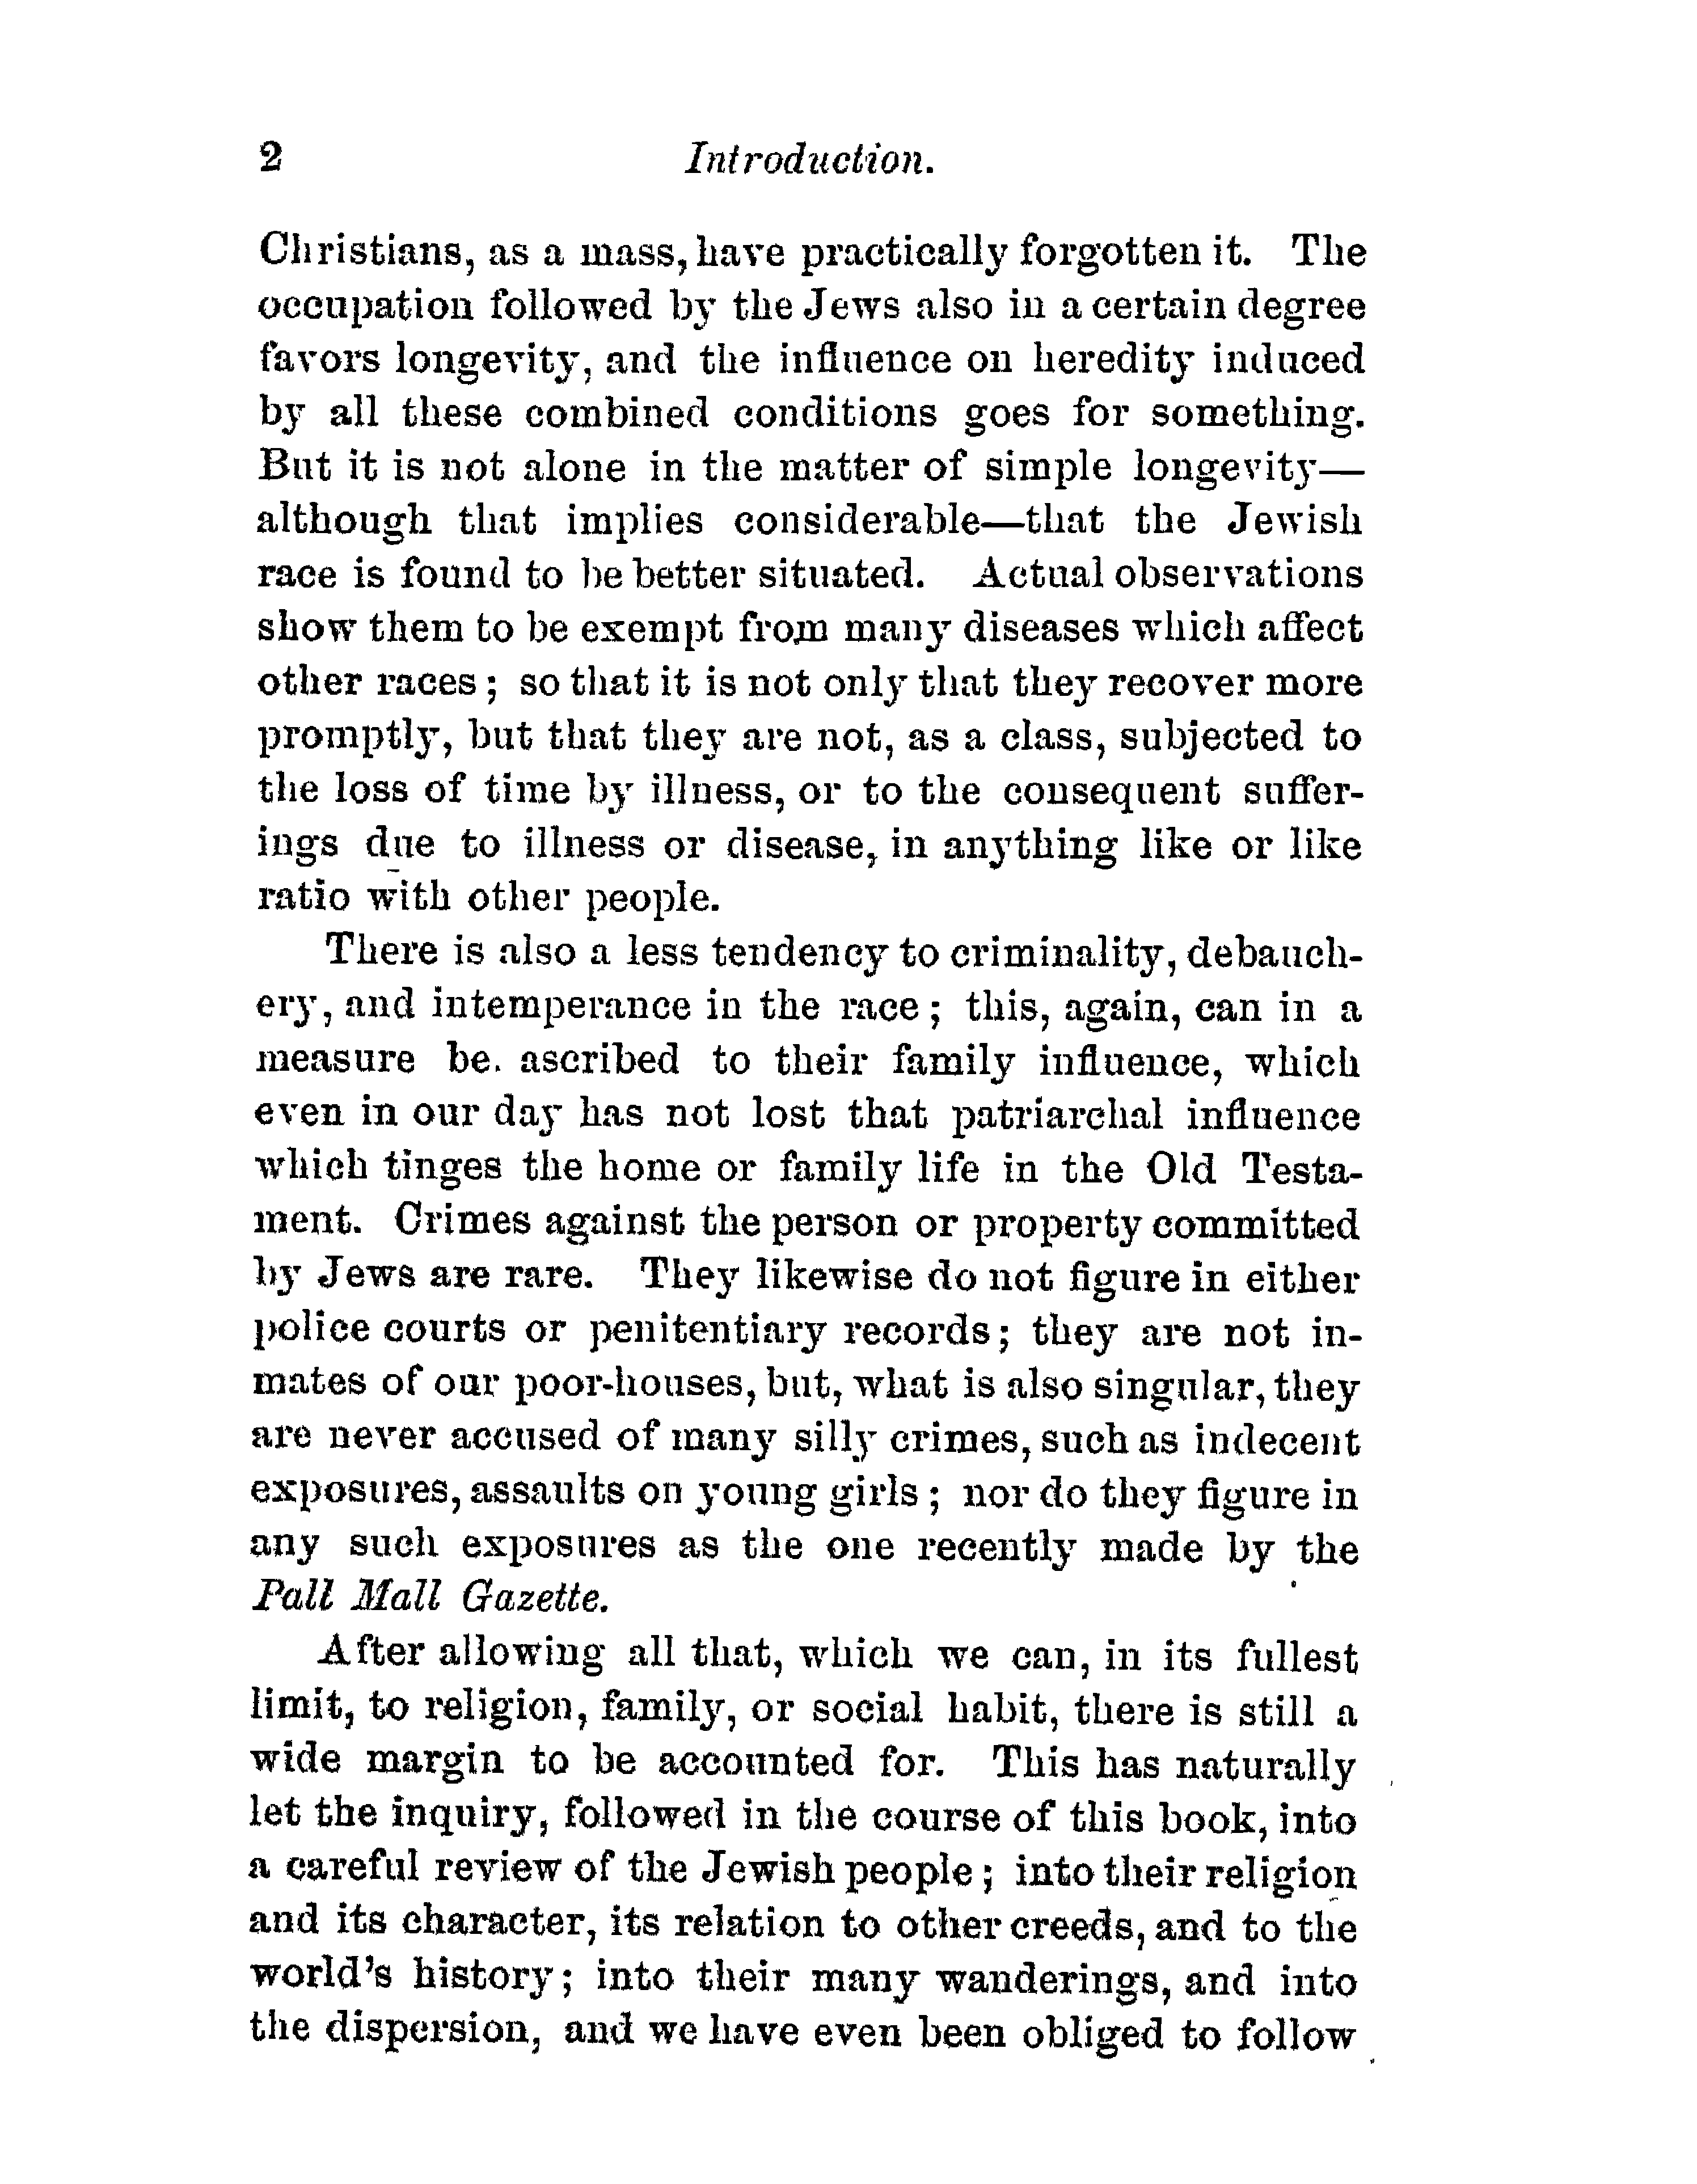 2 Introduction.
Christians, as a mass, have practically forgotten it. The
occupation followed by the Jews also in a certain degree
favors longevity, and the influence on heredity induced
by all these combined conditions goes for something.
But it is not alone in the matter of simple longevity—
although that implies considerable—that the Jewish
race is found to be better situated. Actual observations
show them to be exempt from many diseases which affect
other races; so that it is not only that they recover more
promptly, but that they are not, as a class, subjected to
the loss of time by illness, or to the consequent suffer-
ings due to illness or disease, in anything like or like
ratio with other people.
There is also a less tendency to criminality, debauch-
ery, and intemperance in the race; this, again, can in a
measure be. ascribed to their family influence, which
even in our day has not lost that patriarchal influence
which tinges the home or family life in the Old Testa-
ment. Crimes against the person or property committed
by Jews are rare. They likewise do not figure in either
police courts or penitentiary records; they are not in-
mates of our poor-houses, but, what is also singular, they
are never accused of many silly crimes, such as indecent
exposures, assaults on young girls; nor do they figure in
any such exposures as the one recently made by the
Pall Mall Gazette.
After allowing all that, which we can, in its fullest
limit, to religion, family, or social habit, there is still a
wide margin to be accounted for. This has naturally
let the inquiry, followed in the course of this book, into
a careful review of the Jewish people; into their religion
and its character, its relation to other creeds, and to the
world's history; into their many wanderings, and into
the dispersion, and we have even been obliged to follow